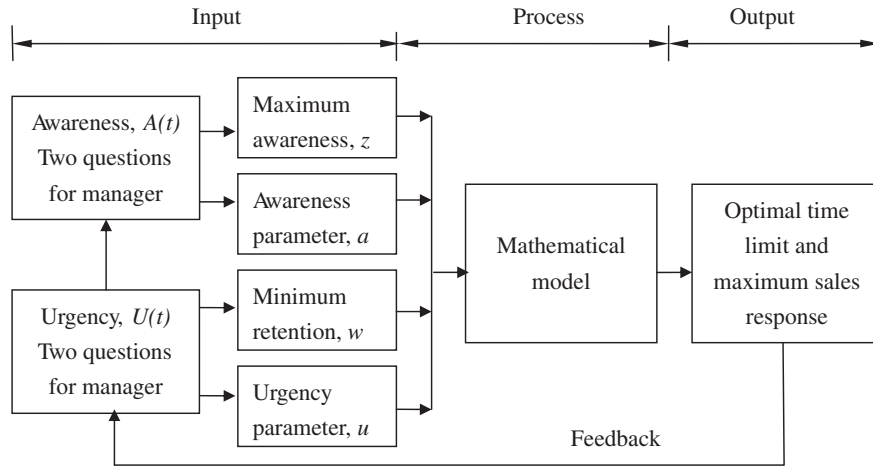 Input
Process
Output
Awareness, A(t)
Two questions
for manager
Maximum
awareness, z
Awareness
parameter, a
Urgency, U(t)
Two questions
for manager
Minimum
retention, w
Urgency
parameter, u
Mathematical
model
Optimal time
limit and
maximum sales
response
Feedback